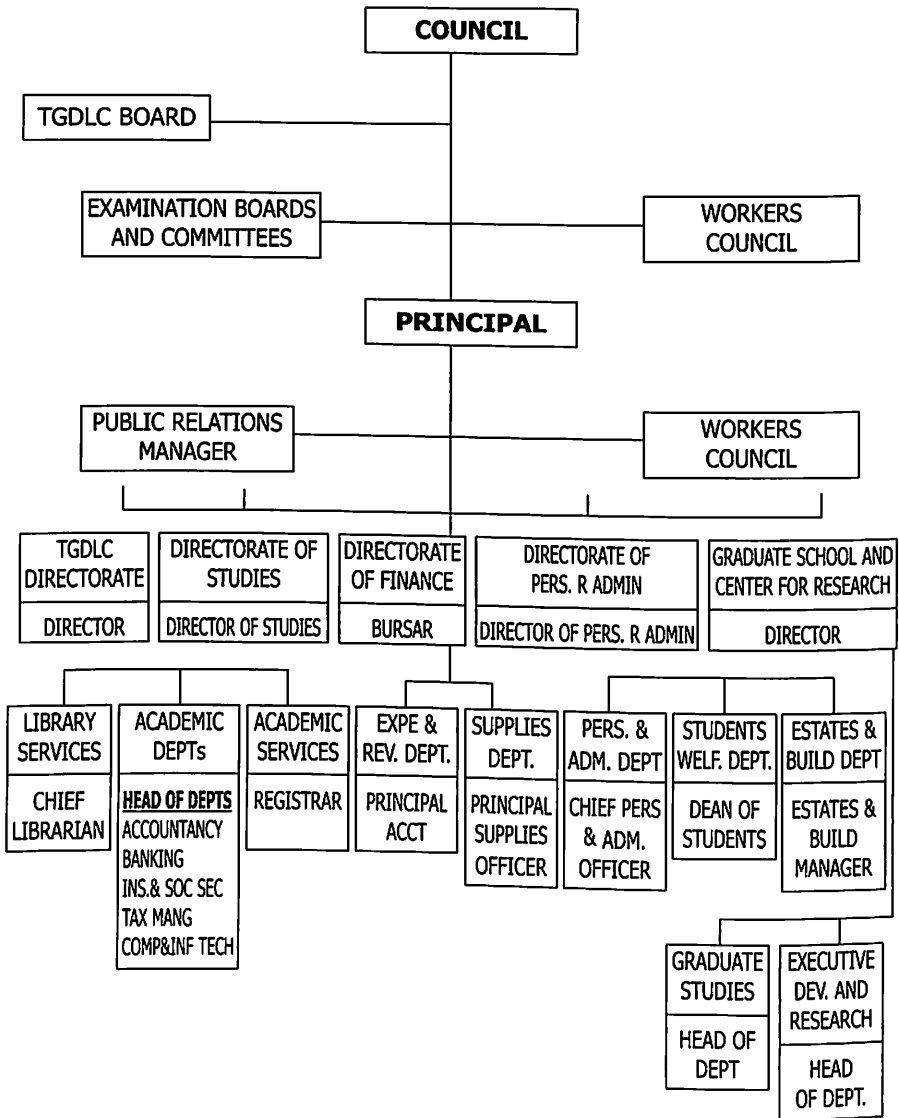 COUNCIL
TGDLC BOARD
EXAMINATION BOARDS
AND COMMITTEES
WORKERS
COUNCIL
PRINCIPAL
PUBLIC RELATIONS
MANAGER
WORKERS
COUNCIL
TGDLC
DIRECTORATE
DIRECTOR
DIRECTORATE OF
STUDIES
DIRECTOR OF STUDIES
DIRECTORATE
OF FINANCE
BURSAR
DIRECTORATE OF
PERS. R ADMIN
DIRECTOR OF PERS. R ADMIN
GRADUATE SCHOOL AND
CENTER FOR RESEARCH
DIRECTOR
LIBRARY
SERVICES
CHIEF
LIBRARIAN
ACADEMIC
DEPTs
HEAD OF DEPTS
ACCOUNTANCY
BANKING
INS.& SOC SEC
TAX MANG
COMP&INF TECH
ACADEMIC
SERVICES
REGISTRAR
EXPE &
REV. DEPT.
PRINCIPAL
ACCT
SUPPLIES
DEPT.
PRINCIPAL
SUPPLIES
OFFICER
PERS. &
ADM. DEPT
CHIEF PERS
& ADM.
OFFICER
STUDENTS
WELF. DEPT.
DEAN OF
STUDENTS
ESTATES &
BUILD DEPT
ESTATES &
BUILD
MANAGER
GRADUATE
STUDIES
HEAD OF
DEPT
EXECUTIVE
DEV. AND
RESEARCH
HEAD
OF DEPT.